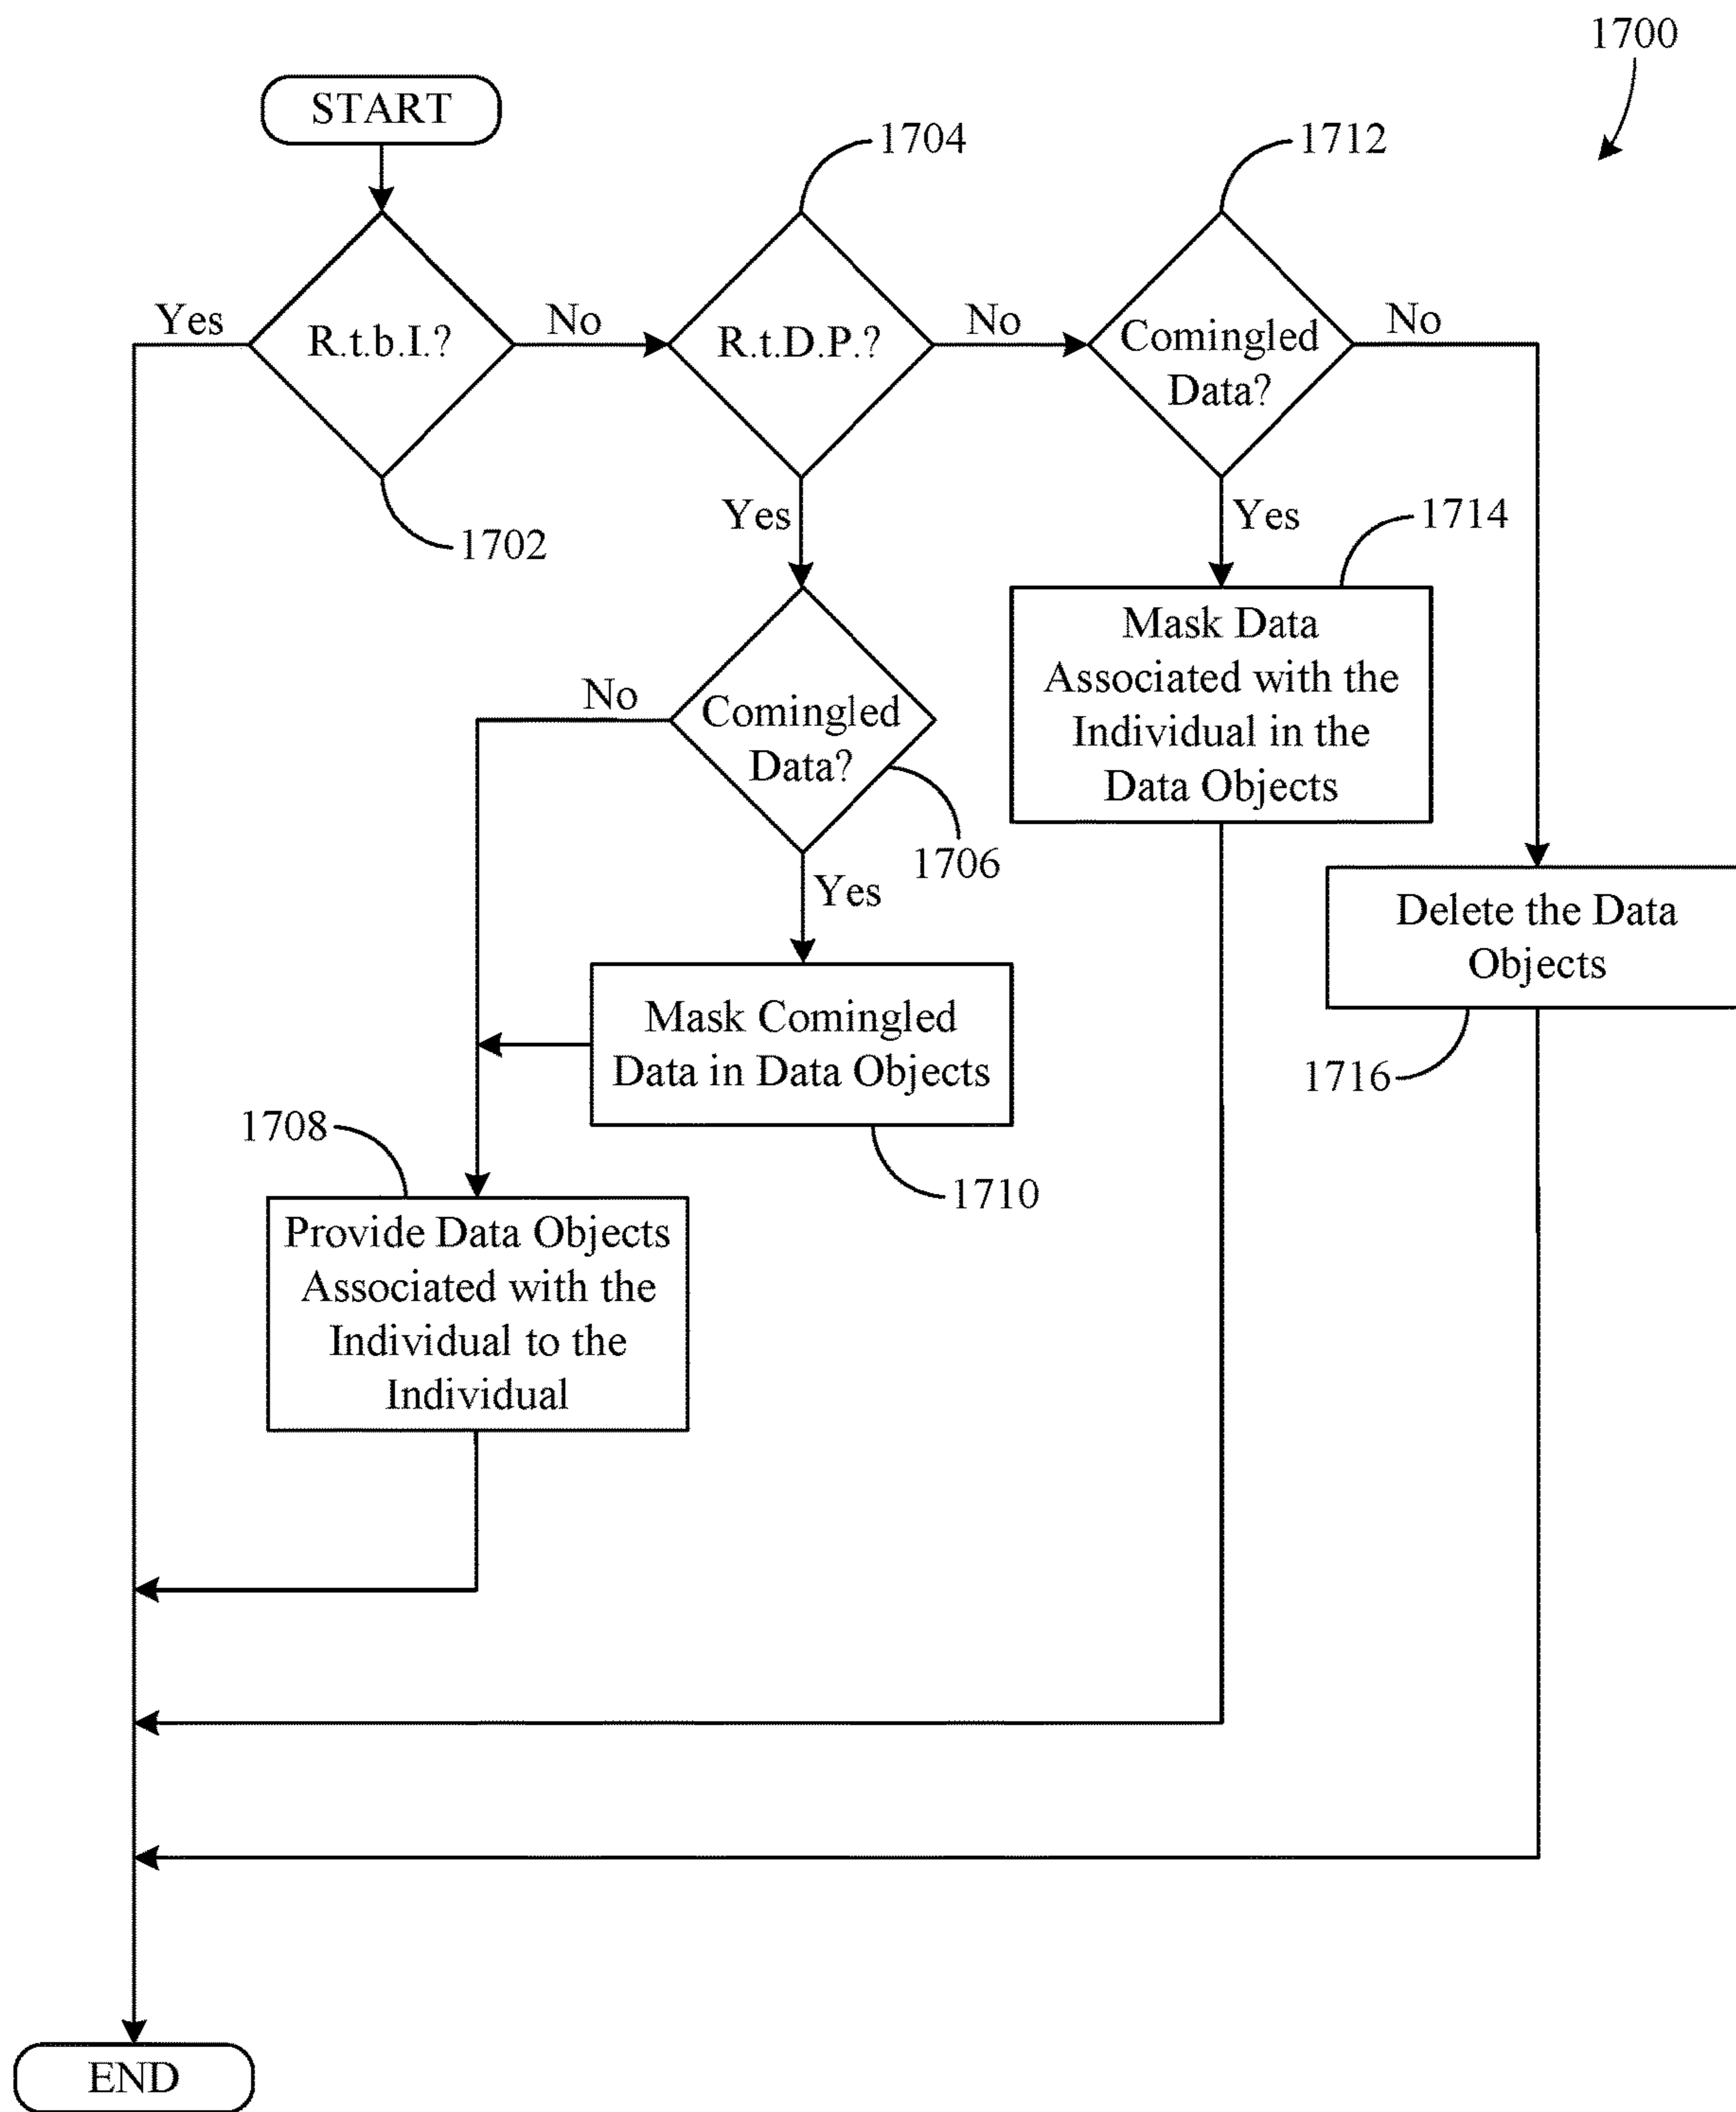 1700
START
1704
1712
Yes
R.t.b.I.?
No
R.t.D.P.?
No
Comingled
Data?
No
1702
Yes
Yes
1714
Mask Data
Associated with the
Individual in the
Data Objects
No
Comingled
Data?
1706
Yes
Delete the Data
Objects
1716
Mask Comingled
Data in Data Objects
1710
1708
Provide Data Objects
Associated with the
Individual to the
Individual
END